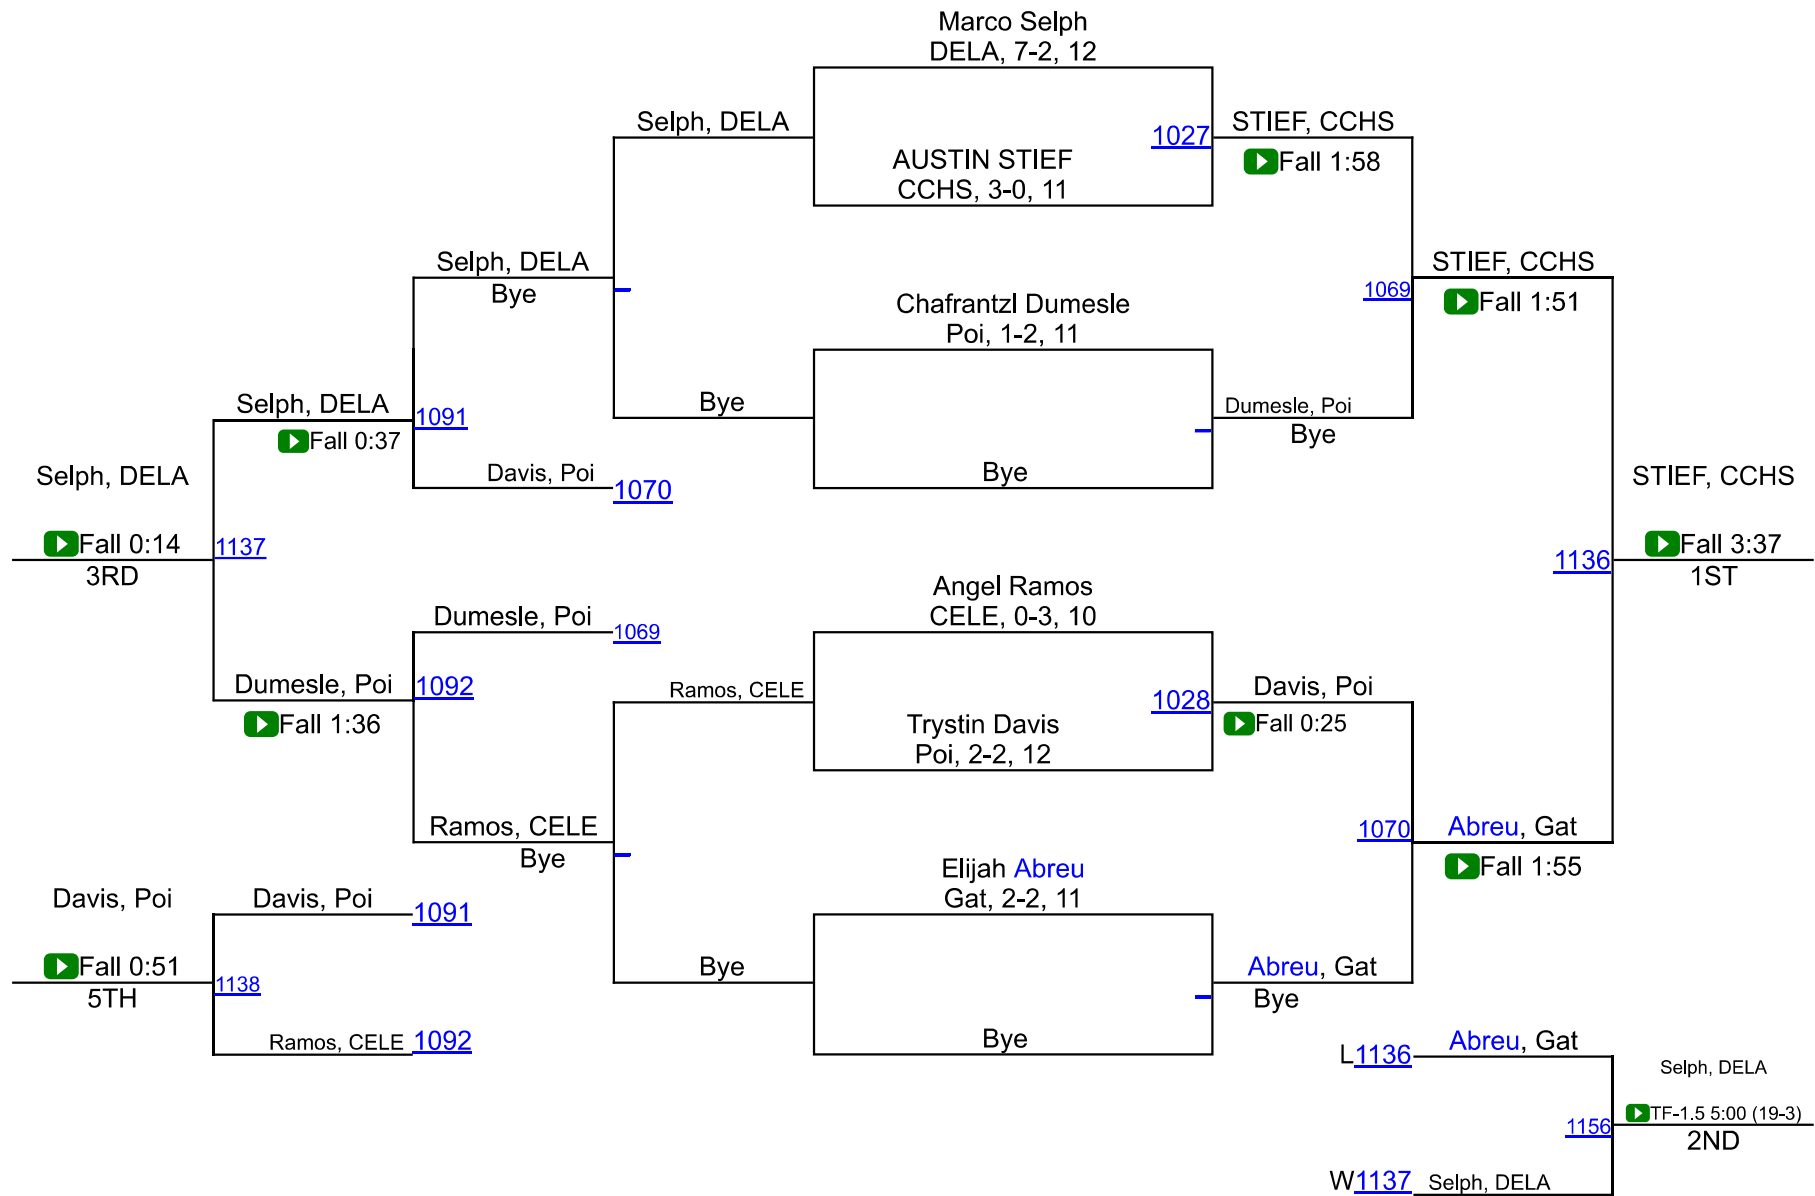 Marco Selph
DELA, 7-2, 12
Selph, DELA
1027
STIEF, CCHS
Fall 1:58
AUSTIN STIEF
CCHS, 3-0, 11
Selph, DELA
Bye
STIEF, CCHS
Fall 1:51
1069
Chafrantzl Dumesle
Poi, 1-2, 11
Selph, DELA
Fall 0:37
1091
Bye
Dumesle, Poi
Bye
Davis, Poi
1070
Bye
Selph, DELA
Fall 0:14
3RD
1137
STIEF, CCHS
Fall 3:37
1ST
1136
Angel Ramos
CELE, 0-3, 10
Dumesle, Poi
1069
Dumesle, Poi
Fall 1:36
1092
Ramos, CELE
1028
Davis, Poi
Fall 0:25
Trystin Davis
Poi, 2-2, 12
Ramos, CELE
Bye
1070
Abreu, Gat
Fall 1:55
Elijah Abreu
Gat, 2-2, 11
Davis, Poi
Davis, Poi
1091
Fall 0:51
5TH
1138
Bye
Abreu, Gat
Bye
Ramos, CELE
1092
Bye
L1136
Abreu, Gat
Selph, DELA
TF-1.5 5:00 (19-3)
2ND
1156
W1137
Selph, DELA